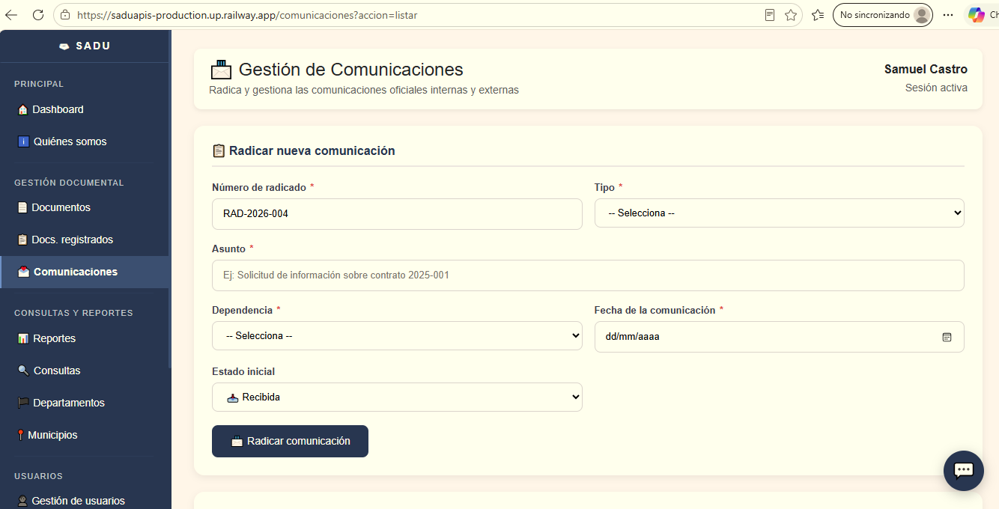 https://saduapis-production.up.railway.app/comunicaciones?accion=listar
No sincronizando
SADU
PRINCIPAL
Dashboard
Quiénes somos
GESTIÓN DOCUMENTAL
Documentos
Docs. registrados
Comunicaciones
CONSULTAS Y REPORTES
Reportes
Consultas
Departamentos
Municipios
USUARIOS
Gestión de usuarios
Gestión de Comunicaciones
Radica y gestiona las comunicaciones oficiales internas y externas
Samuel Castro
Sesión activa
Radicar nueva comunicación
Número de radicado *
RAD-2026-004
Tipo *
-- Selecciona --
Asunto *
Ej: Solicitud de información sobre contrato 2025-001
Dependencia *
-- Selecciona --
Fecha de la comunicación *
dd/mm/aaaa
Estado inicial
Recibida
Radicar comunicación